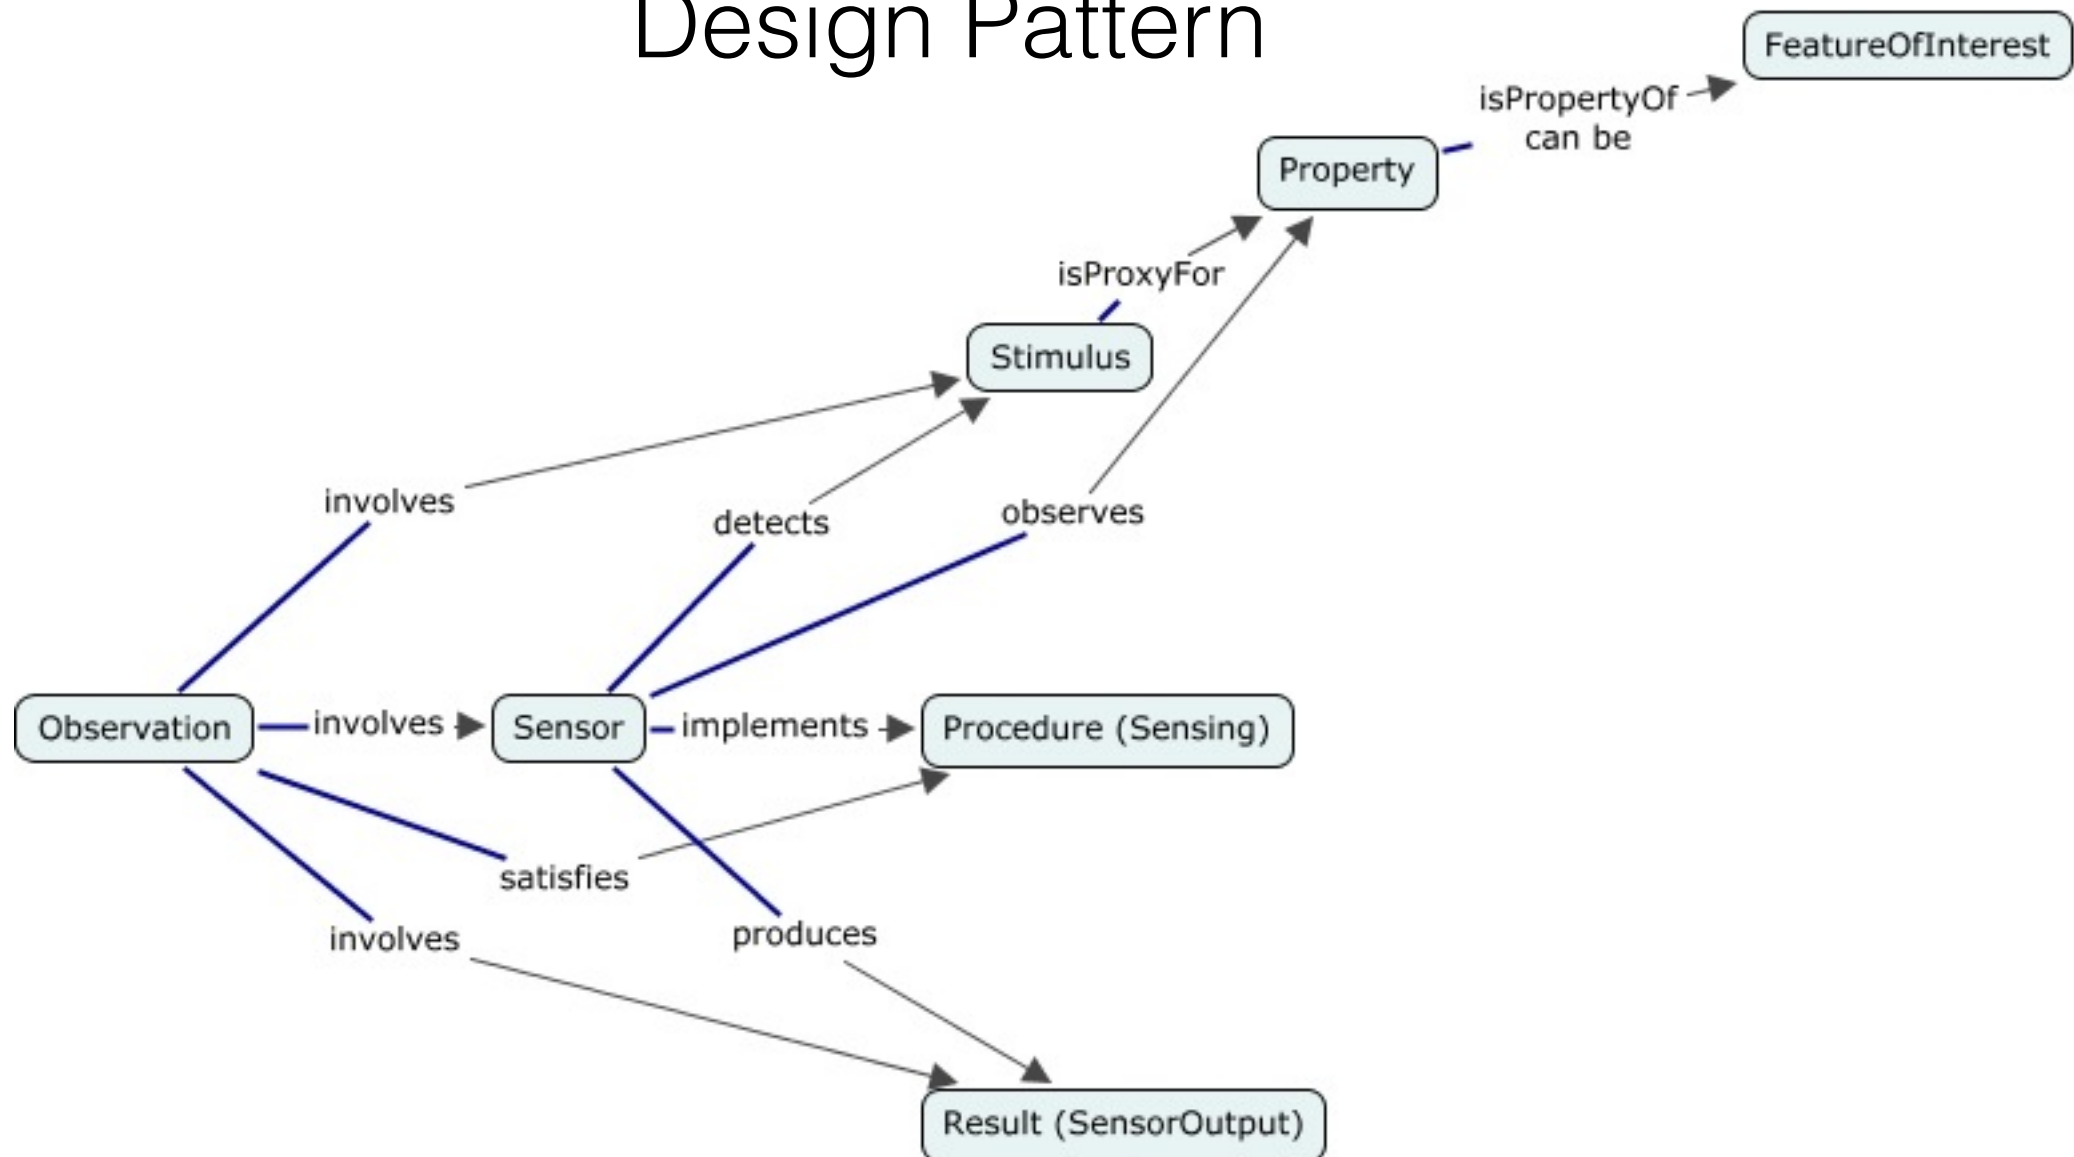 Design Pattern
FeatureOfInterest
isPropertyOf
can be
Property
isProxyFor
Stimulus
involves
detects
observes
Observation
involves
Sensor
implements
Procedure (Sensing)
satisfies
involves
produces
Result (SensorOutput)